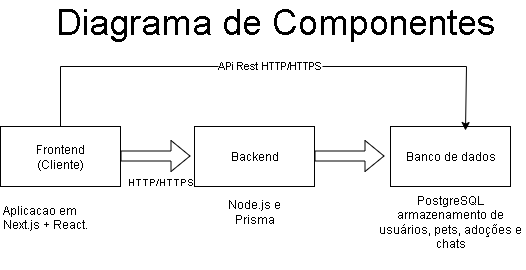 Diagrama de Componentes
APi Rest HTTP/HTTPS
Frontend
(Cliente)
Backend
Banco de dados
HTTP/HTTPS
Aplicacao em
Next.js + React.
Node.js e
Prisma
PostgreSQL
armazenamento de
usuários, pets, adoções e
chats